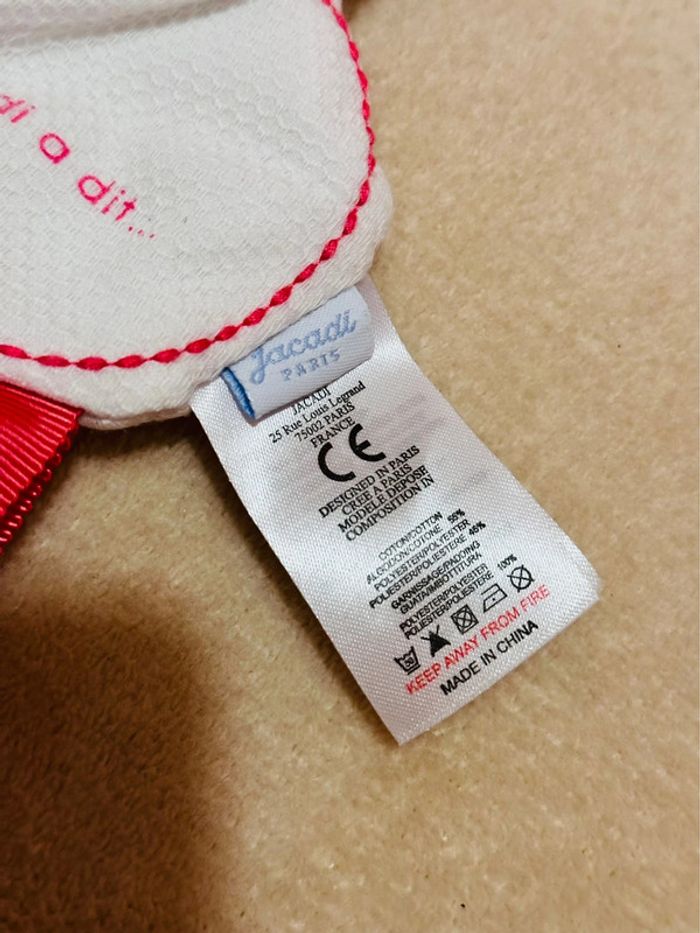 di a dit...
Jacadi
PARIS
JACADI
25 Rue Louis Legrand
75002 PARIS
FRANCE
CE
DESIGNED IN PARIS
CREE A PARIS
MODELE DEPOSE
COMPOSITION IN
COTON/COTTON
ALGODON/COTONE 55%
POLYESTER/POLYESTER
POLIESTER/POLIESTERE 45%
GARNISSAGE/PADDING
GUATA/IMBOTTITURA
POLYESTER/POLYESTER
POLIESTER/POLIESTERE 100%
30
KEEP AWAY FROM FIRE
MADE IN CHINA